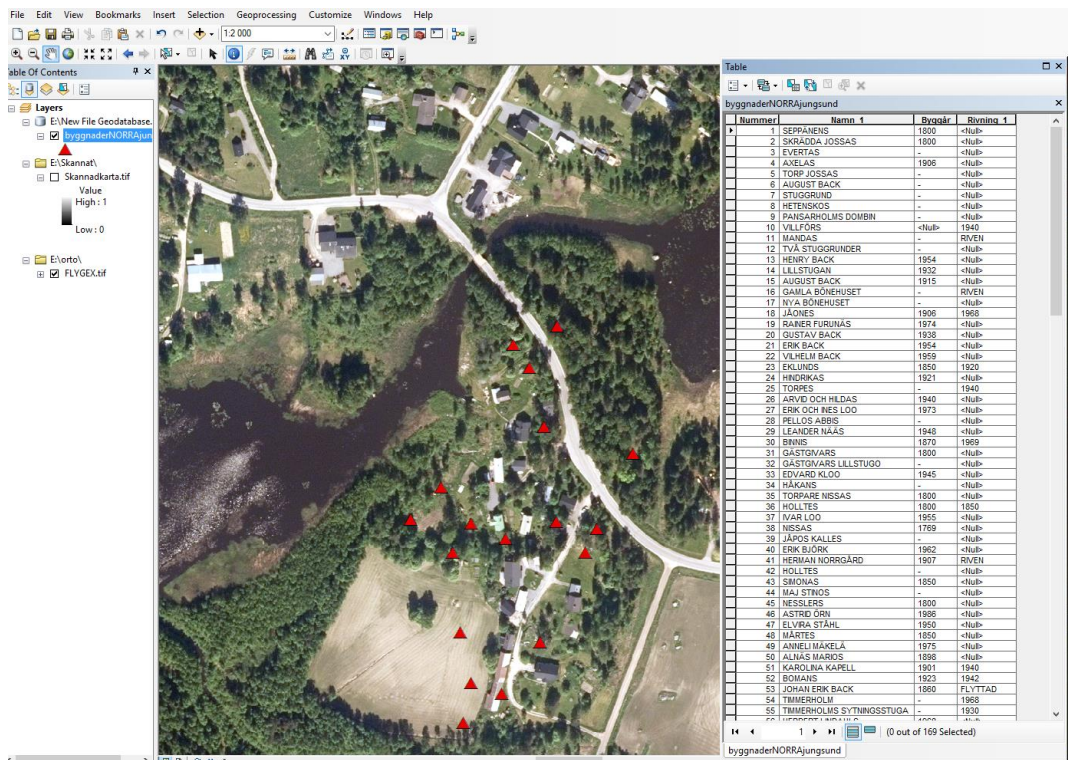 File Edit View Bookmarks Insert Selection Geoprocessing Customize Windows Help
1:2 000
Table Of Contents
Layers
E:\New File Geodatabase.
byggnaderNORRAjun
E:\Skannat\
Skannadkarta.tif
Value
High : 1
Low : 0
E:\orto\
FLYGEX.tif
Table
byggnaderNORRAjungsund
Nummer Namn_1 Byggår Rivning_1
1 SEPPÄNENS 1800 <Null>
2 SKRÄDDA JOSSAS 1800 <Null>
3 EVERTAS - <Null>
4 AXELAS 1906 <Null>
5 TORP JOSSAS - <Null>
6 AUGUST BACK - <Null>
7 STUGGRUND - <Null>
8 HETENSKOS - <Null>
9 PANSARHOLMS DOMBIN - <Null>
10 VILLFÖRS <Null> 1940
11 MANDAS - RIVEN
12 TVÅ STUGGRUNDER - <Null>
13 HENRY BACK 1954 <Null>
14 LILLSTUGAN 1932 <Null>
15 AUGUST BACK 1915 <Null>
16 GAMLA BÖNEHUSET - RIVEN
17 NYA BÖNEHUSET - <Null>
18 JÅONES 1906 1968
19 RAINER FURUNÄS 1974 <Null>
20 GUSTAV BACK 1938 <Null>
21 ERIK BACK 1954 <Null>
22 VILHELM BACK 1959 <Null>
23 EKLUNDS 1850 1920
24 HINDRIKAS 1921 <Null>
25 TORPES - 1940
26 ARVID OCH HILDAS 1940 <Null>
27 ERIK OCH INES LOO 1973 <Null>
28 PELLOS ABBIS - <Null>
29 LEANDER NÄÄS 1948 <Null>
30 BINNIS 1870 1969
31 GÄSTGIVARS 1800 <Null>
32 GÄSTGIVARS LILLSTUGO - <Null>
33 EDVARD KLOO 1945 <Null>
34 HÅKANS - <Null>
35 TORPARE NISSAS 1800 <Null>
36 HOLLTES 1800 1850
37 IVAR LOO 1955 <Null>
38 NISSAS 1769 <Null>
39 JÅPOS KALLES - <Null>
40 ERIK BJÖRK 1962 <Null>
41 HERMAN NORRGÅRD 1907 RIVEN
42 HOLLTES - <Null>
43 SIMONAS 1850 <Null>
44 MAJ STINOS - <Null>
45 NESSLERS 1800 <Null>
46 ASTRID ÖRN 1986 <Null>
47 ELVIRA STÅHL 1950 <Null>
48 MÅRTES 1850 <Null>
49 ANNELI MÄKELÄ 1975 <Null>
50 ALNÄS MARIOS 1898 <Null>
51 KAROLINA KAPELL 1901 1940
52 BOMANS 1923 1942
53 JOHAN ERIK BACK 1860 FLYTTAD
54 TIMMERHOLM - 1968
55 TIMMERHOLMS SYTNINGSSTUGA - 1930
1 (0 out of 169 Selected)
byggnaderNORRAjungsund